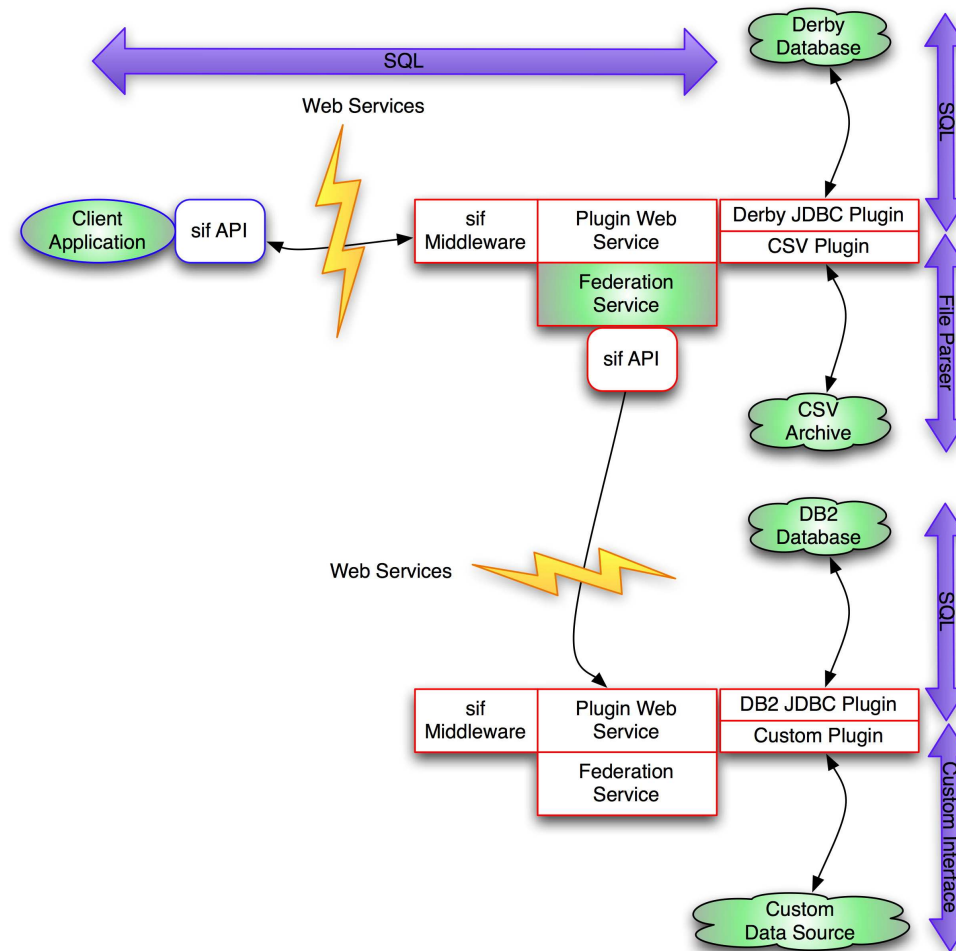 Derby
Database
SQL
SQL
Web Services
Client
Application
sif API
sif
Middleware
Plugin Web
Service
Derby JDBC Plugin
CSV Plugin
Federation
Service
sif API
File Parser
CSV
Archive
DB2
Database
Web Services
SQL
sif
Middleware
Plugin Web
Service
DB2 JDBC Plugin
Custom Plugin
Federation
Service
Custom Interface
Custom
Data Source